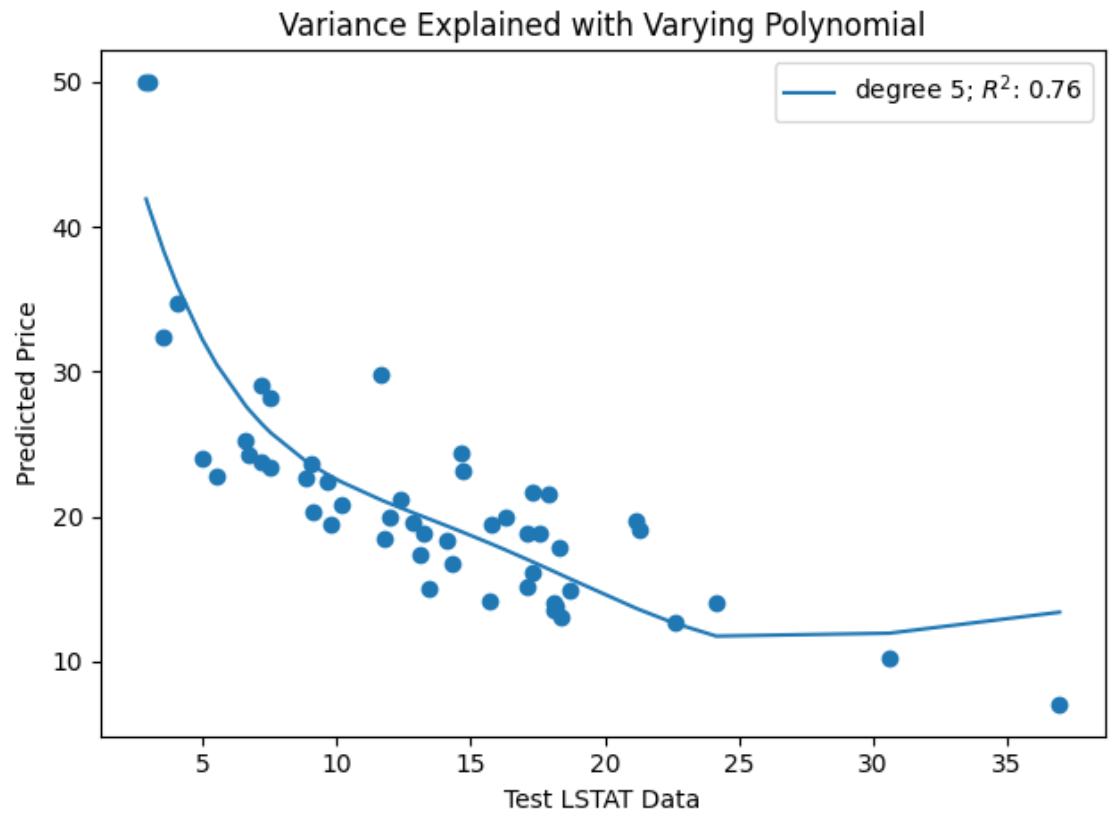 Variance Explained with Varying Polynomial
degree 5; $R^2$: 0.76
Predicted Price
50
40
30
20
10
5 10 15 20 25 30 35
Test LSTAT Data